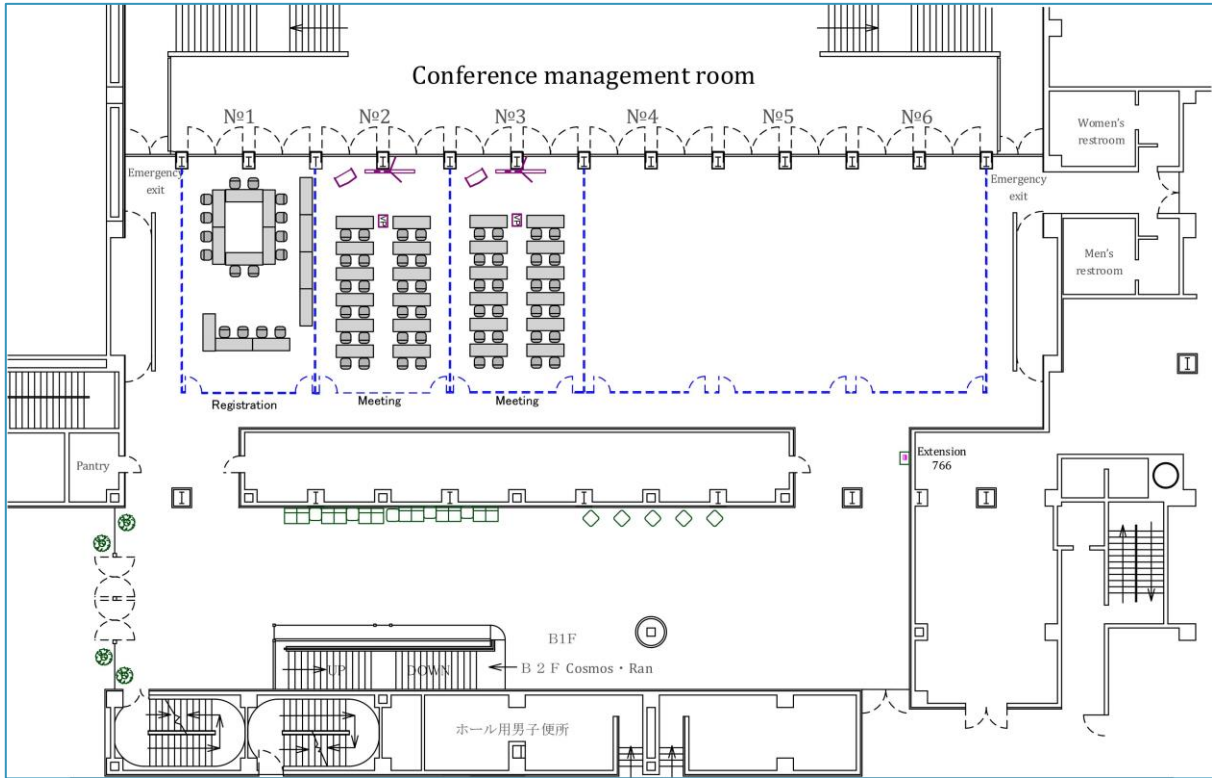 Conference management room
№1
№2
№3
№4
№5
№6
Women's
restroom
Emergency
exit
Emergency
exit
Men's
restroom
Registration
Meeting
Meeting
Pantry
Extension
766
B1F
UP
DOWN
B 2 F Cosmos・Ran
ホール用男子便所